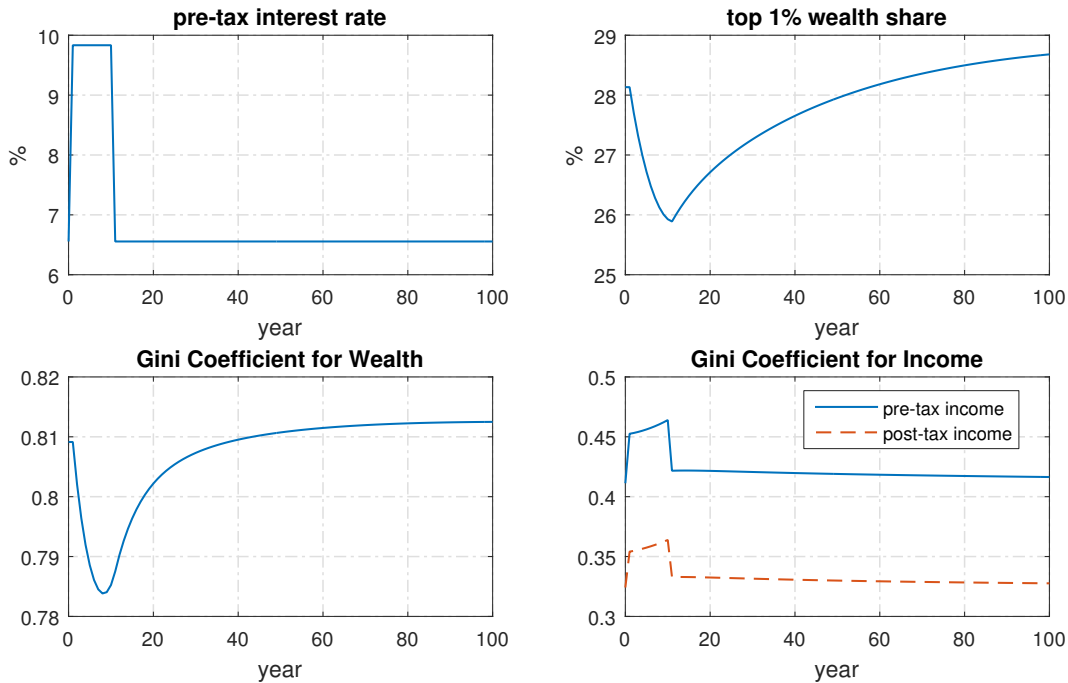 pre-tax interest rate
10
9
8
7
6
%
0 20 40 60 80 100
year
top 1% wealth share
29
28
27
26
25
%
0 20 40 60 80 100
year
Gini Coefficient for Wealth
0.82
0.81
0.8
0.79
0.78
0 20 40 60 80 100
year
Gini Coefficient for Income
0.5
0.45
0.4
0.35
0.3
pre-tax income
post-tax income
0 20 40 60 80 100
year